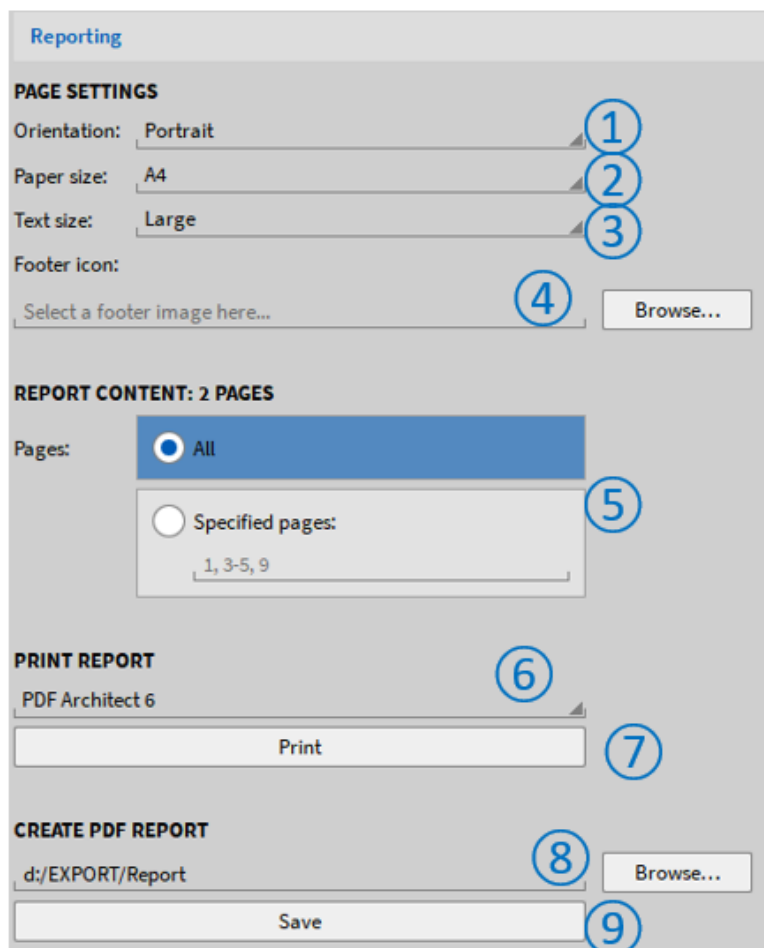 Reporting
PAGE SETTINGS
Orientation: Portrait ①
Paper size: A4 ②
Text size: Large ③
Footer icon:
Select a footer image here... ④ Browse...
REPORT CONTENT: 2 PAGES
Pages: All
⑤
Specified pages:
1, 3-5, 9
PRINT REPORT
⑥
PDF Architect 6
Print ⑦
CREATE PDF REPORT
d:/EXPORT/Report ⑧ Browse...
Save ⑨